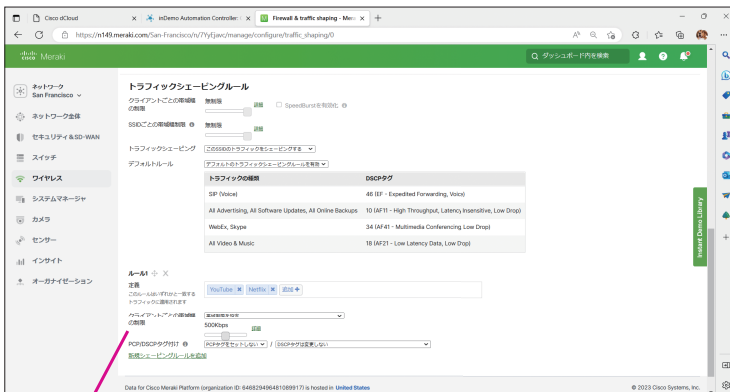 Cisco dCloud
inDemo Automation Controller
Firewall & traffic shaping - Mera
https://n149.meraki.com/San-Francisco/n/7YyEjavc/manage/configure/traffic_shaping/0
cisco Meraki
ダッシュボード内を検索
ネットワーク
San Francisco
ネットワーク全体
セキュリティ&SD-WAN
スイッチ
ワイヤレス
システムマネージャ
カメラ
センサー
インサイト
オーガナイゼーション
トラフィックシェーピングルール
クライアントごとの帯域幅の制限 無制限 詳細 SpeedBurstを有効化
SSIDごとの帯域幅制限 無制限 詳細
トラフィックシェーピング このSSIDのトラフィックをシェーピングする
デフォルトルール デフォルトのトラフィックシェーピングルールを有効
トラフィックの種類 DSCPタグ
SIP (Voice) 46 (EF - Expedited Forwarding, Voice)
All Advertising, All Software Updates, All Online Backups 10 (AF11 - High Throughput, Latency Insensitive, Low Drop)
WebEx, Skype 34 (AF41 - Multimedia Conferencing Low Drop)
All Video & Music 18 (AF21 - Low Latency Data, Low Drop)
ルール1
定義
このルールはいずれかと一致する
トラフィックに適用されます
YouTube Netflix 追加
クライアントごとの帯域幅
の制限
帯域制限を設定
500Kbps 詳細
PCP/DSCPタグ付け PCPタグをセットしない / DSCPタグは変更しない
新規シェーピングルールを追加
Data for Cisco Meraki Platform (organization ID: 646829496481089917) is hosted in United States
© 2023 Cisco Systems, Inc.
Instant Demo Library